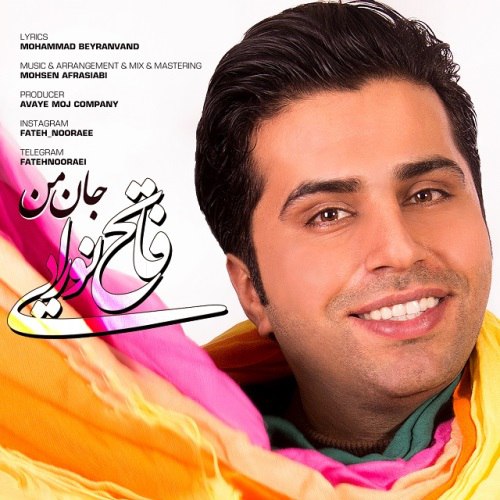 LYRICS
MOHAMMAD BEYRANVAND
MUSIC & ARRANGEMENT & MIX & MASTERING
MOHSEN AFRASIABI
PRODUCER
AVAYE MOJ COMPANY
INSTAGRAM
FATEH_NOORAEE
TELEGRAM
FATEHNOORAEI
جان من
فاتح نورایی